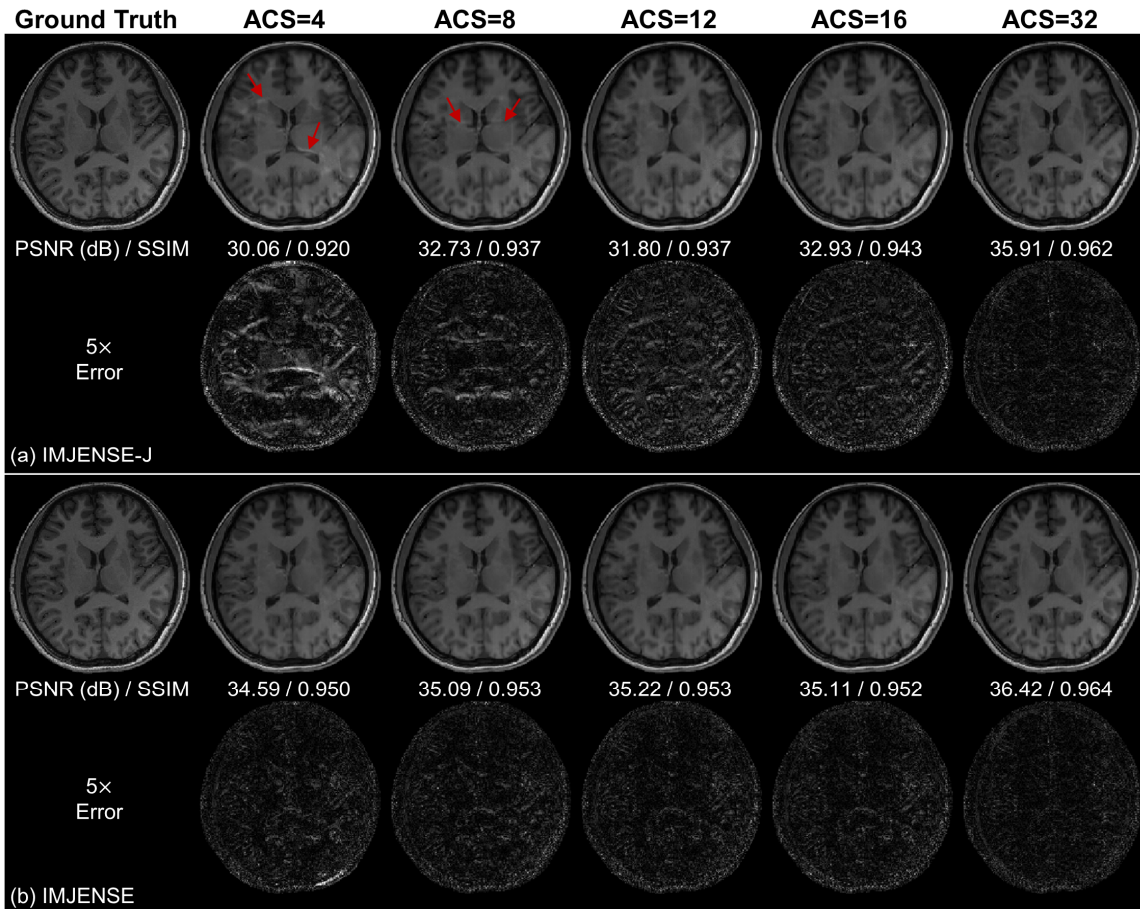 Ground Truth ACS=4 ACS=8 ACS=12 ACS=16 ACS=32
PSNR (dB) / SSIM 30.06 / 0.920 32.73 / 0.937 31.80 / 0.937 32.93 / 0.943 35.91 / 0.962
5×
Error
(a) IMJENSE-J
PSNR (dB) / SSIM 34.59 / 0.950 35.09 / 0.953 35.22 / 0.953 35.11 / 0.952 36.42 / 0.964
5×
Error
(b) IMJENSE